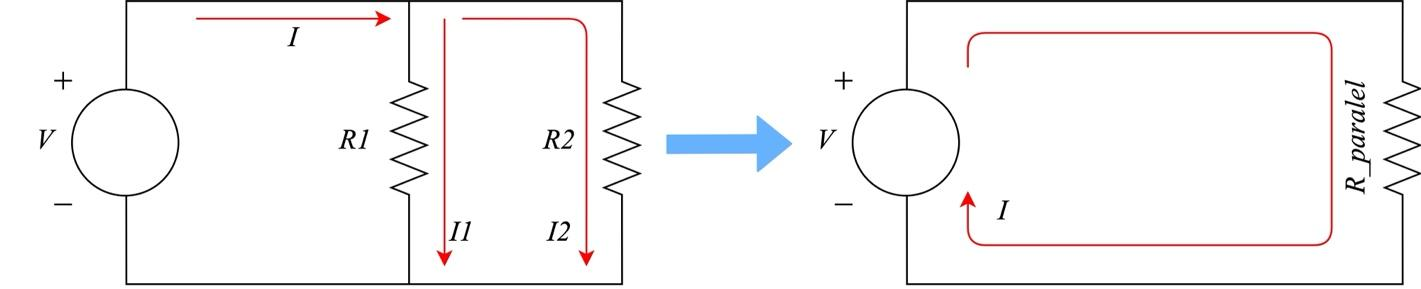 I
+
V
−
R1
R2
I1
I2
+
V
−
R_paralel
I